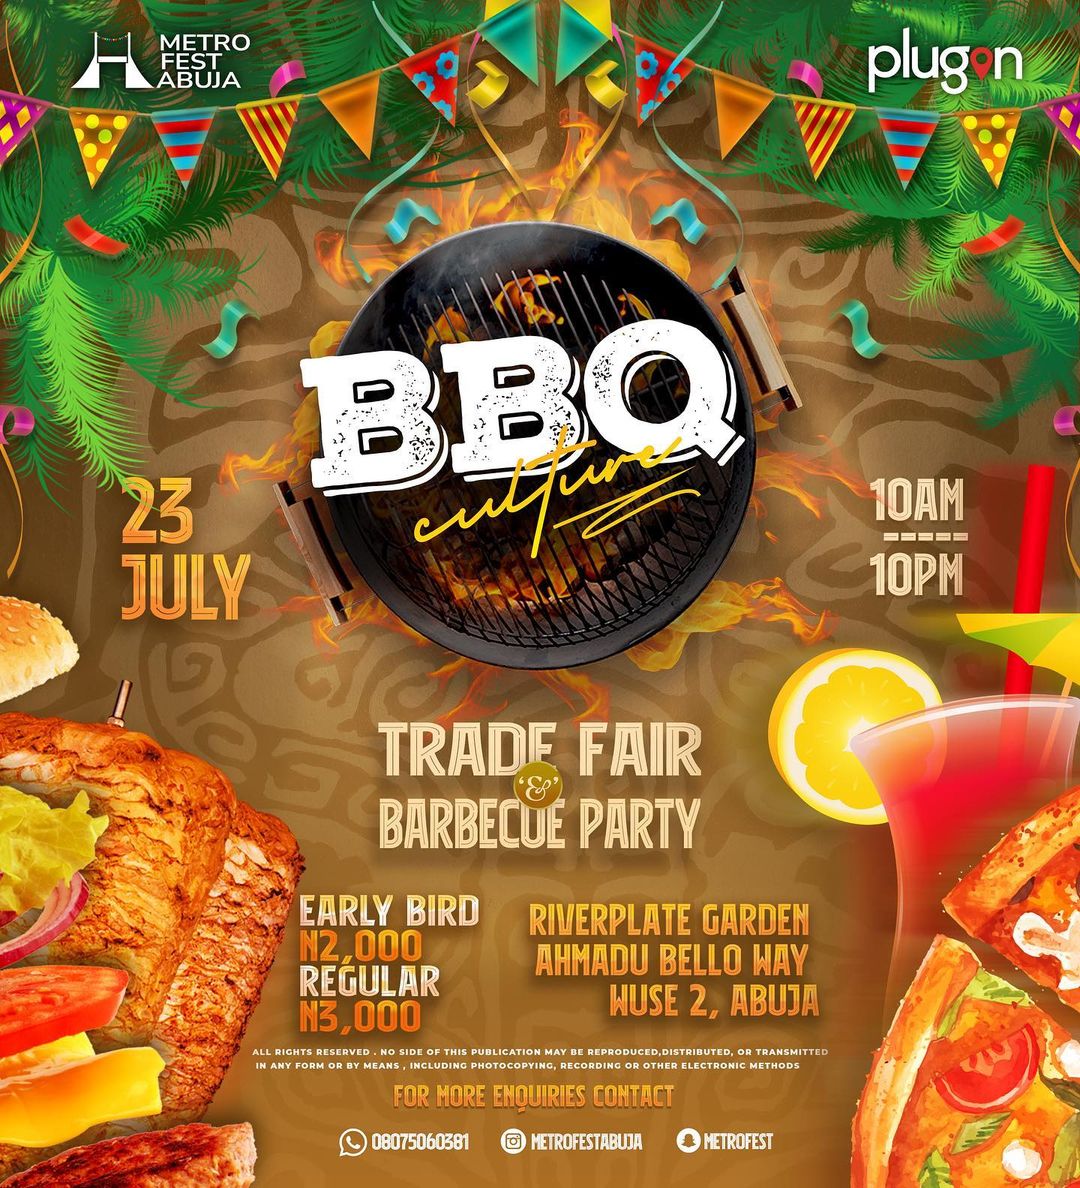 METRO
FEST
ABUJA
plugon
BBQ
culture
23
JULY
10AM
-----
10PM
TRADE FAIR
'&'
BARBECUE PARTY
EARLY BIRD
N2,000
REGULAR
N3,000
RIVERPLATE GARDEN
AHMADU BELLO WAY
WUSE 2, ABUJA
ALL RIGHTS RESERVED . NO SIDE OF THIS PUBLICATION MAY BE REPRODUCED,DISTRIBUTED, OR TRANSMITTED
IN ANY FORM OR BY MEANS , INCLUDING PHOTOCOPYING, RECORDING OR OTHER ELECTRONIC METHODS
FOR MORE ENQUIRIES CONTACT
08075060381 METROFESTABUJA METROFEST